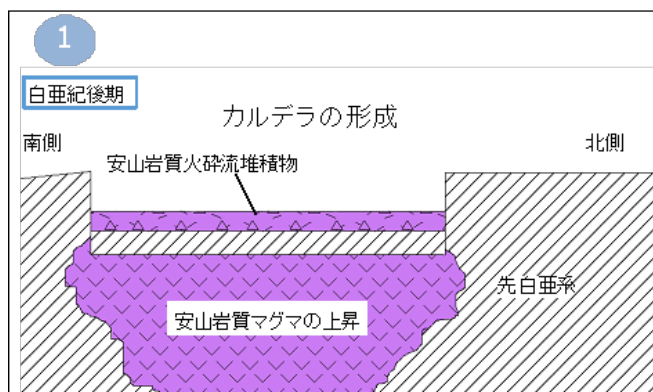 1
白亜紀後期
カルデラの形成
南側
北側
安山岩質火砕流堆積物
先白亜系
安山岩質マグマの上昇